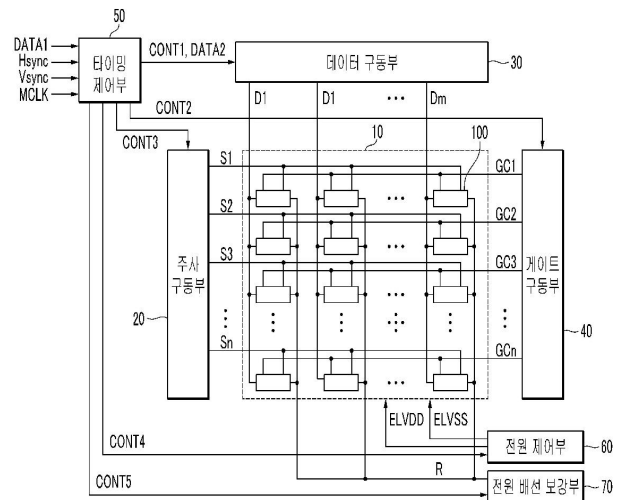 50
DATA1
Hsync
Vsync
MCLK
타이밍
제어부
CONT1, DATA2
데이터 구동부
30
CONT2
CONT3
D1
D1
...
Dm
10
100
S1
GC1
S2
GC2
S3
GC3
주사
구동부
게이트
구동부
20
40
Sn
GCn
ELVDD
ELVSS
CONT4
전원 제어부
60
R
CONT5
전원 배선 보강부
70